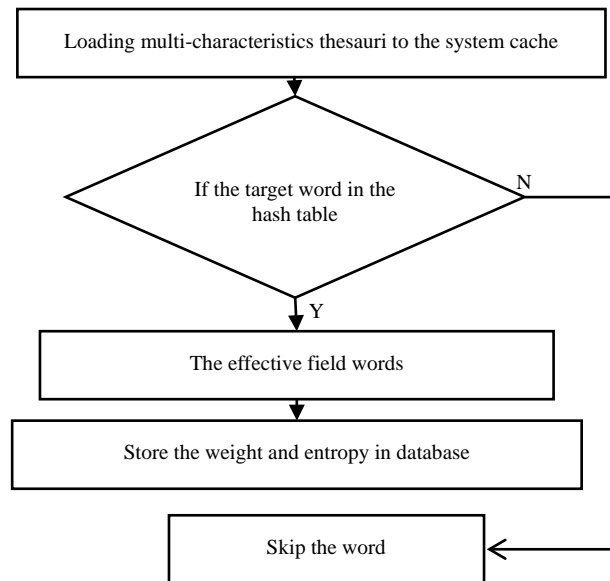 Loading multi-characteristics thesauri to the system cache
If the target word in the
hash table
N
Y
The effective field words
Store the weight and entropy in database
Skip the word